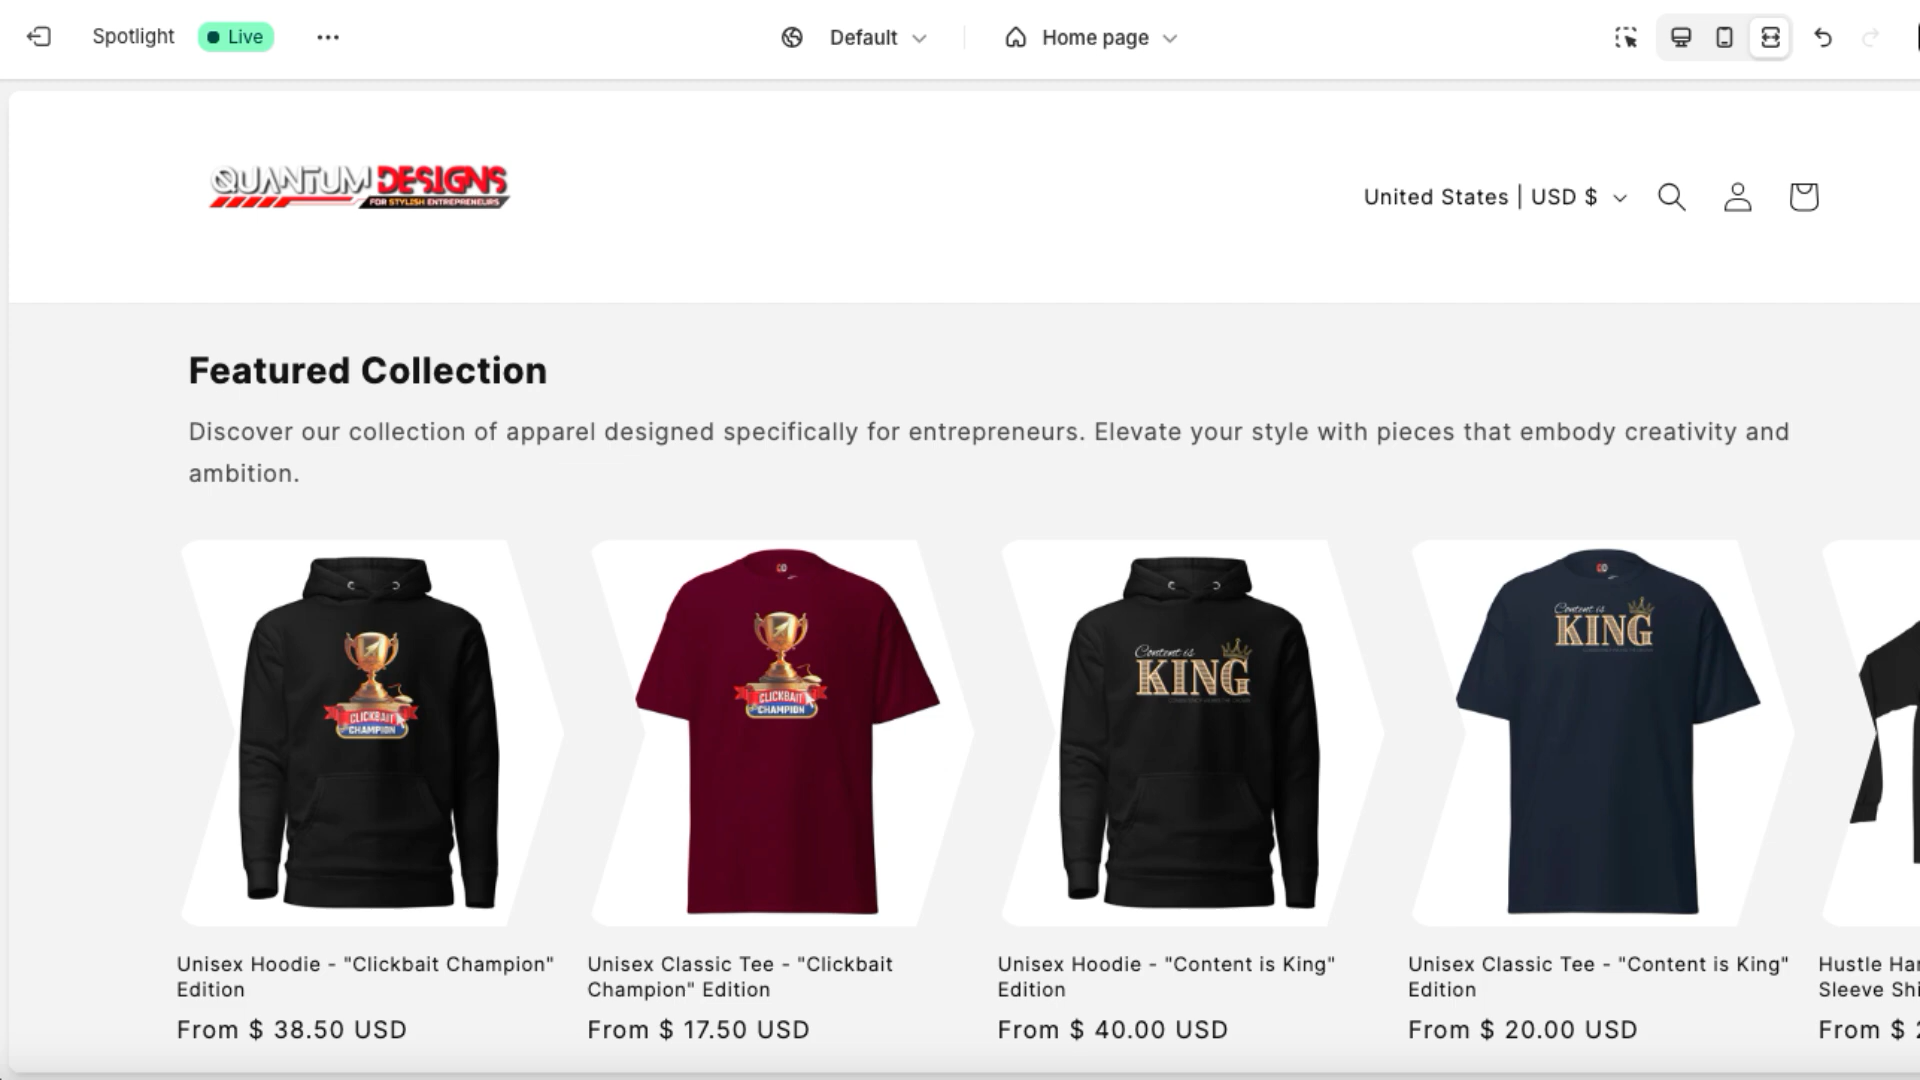 Spotlight Live Default Home page
QUANTUM DESIGNS
FOR STYLISH ENTREPRENEURS
United States | USD $
Featured Collection
Discover our collection of apparel designed specifically for entrepreneurs. Elevate your style with pieces that embody creativity and
ambition.
CLICKBAIT
CHAMPION
CLICKBAIT
CHAMPION
Content is
KING
Content is
KING
Unisex Hoodie - "Clickbait Champion"
Edition
From $ 38.50 USD
Unisex Classic Tee - "Clickbait
Champion" Edition
From $ 17.50 USD
Unisex Hoodie - "Content is King"
Edition
From $ 40.00 USD
Unisex Classic Tee - "Content is King"
Edition
From $ 20.00 USD
Hustle
Sleeve
From $